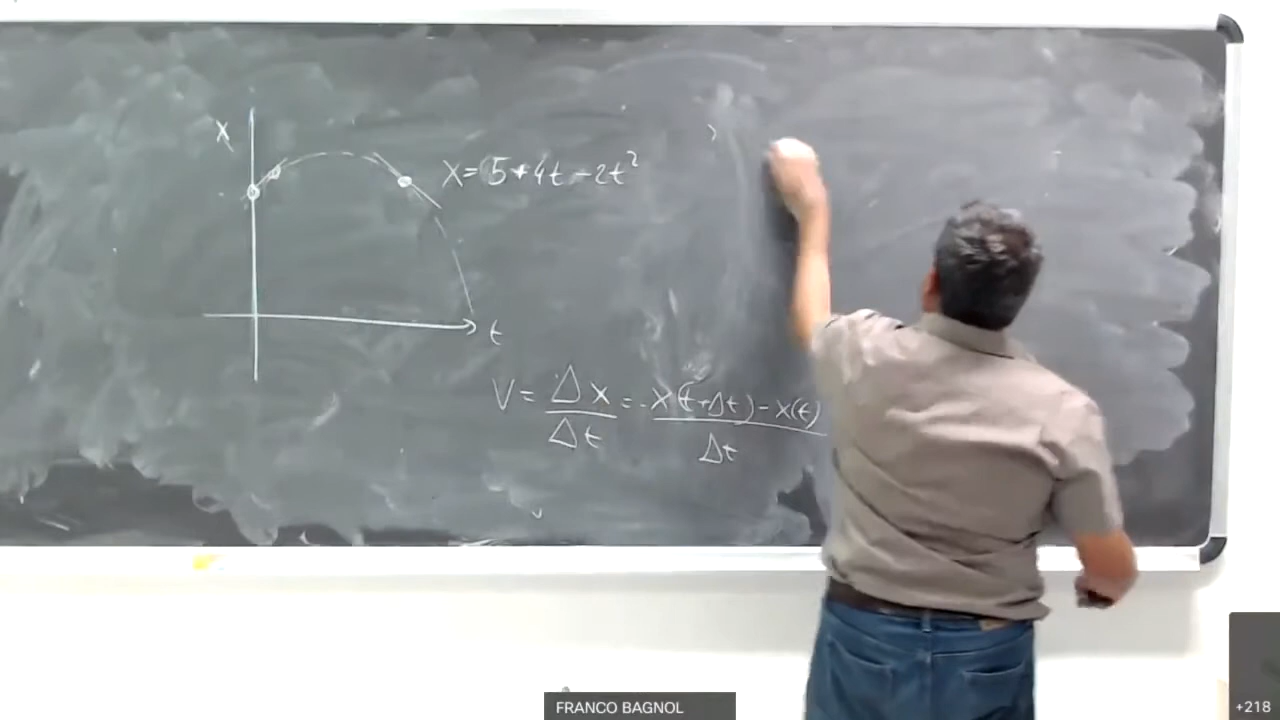 X
X = 5+4t-2t²
t
V = Δx/Δt = x(t+Δt)-x(t)/Δt
FRANCO BAGNOL
+218